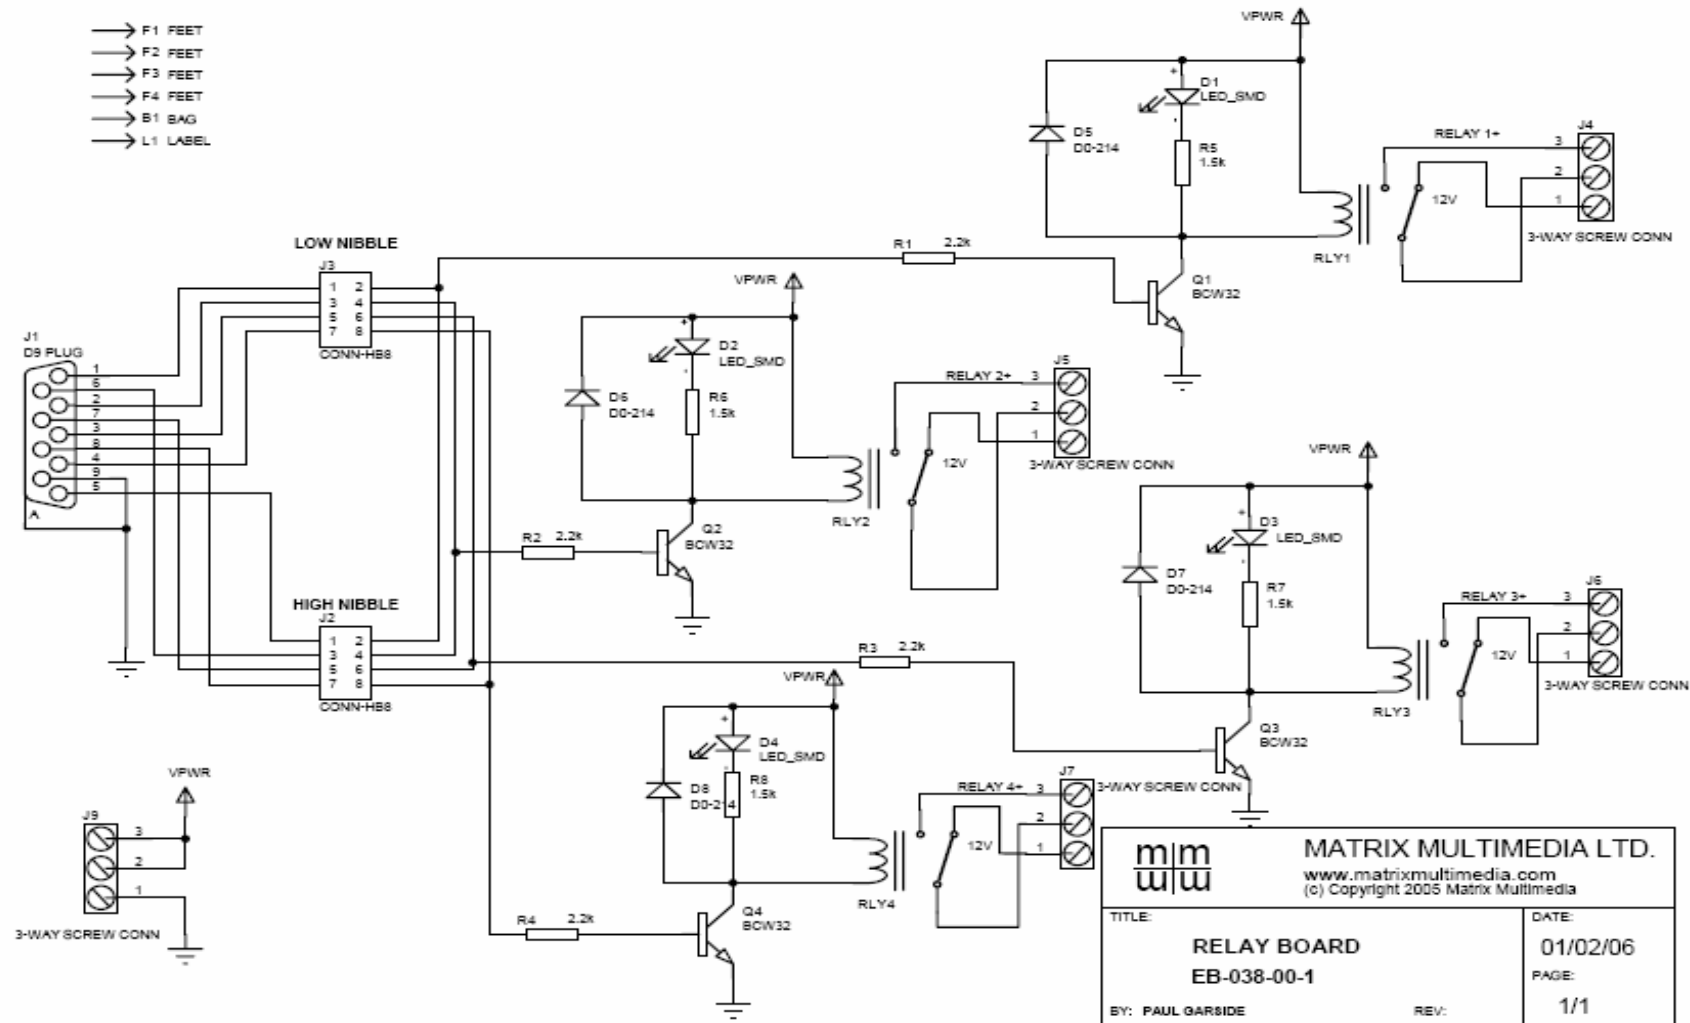 F1 FEET
F2 FEET
F3 FEET
F4 FEET
B1 BAG
L1 LABEL
VPWR
D1
LED_SMD
D5
D0-214
R5
1.5k
RELAY 1+
J4
3
2
1
12V
3-WAY SCREW CONN
RLY1
R1 2.2k
Q1
BCW32
LOW NIBBLE
J3
1 2
3 4
5 6
7 8
CONN-HB8
J1
D9 PLUG
1
6
2
7
3
8
4
9
5
A
VPWR
D2
LED_SMD
D6
D0-214
R6
1.5k
RELAY 2+
J5
3
2
1
12V
3-WAY SCREW CONN
RLY2
R2 2.2k
Q2
BCW32
VPWR
D3
LED_SMD
D7
D0-214
R7
1.5k
RELAY 3+
J6
3
2
1
12V
3-WAY SCREW CONN
RLY3
R3 2.2k
Q3
BCW32
HIGH NIBBLE
J2
1 2
3 4
5 6
7 8
CONN-HB8
VPWR
D4
LED_SMD
D8
D0-214
R8
1.5k
RELAY 4+
J7
3
2
1
12V
3-WAY SCREW CONN
RLY4
R4 2.2k
Q4
BCW32
VPWR
J9
3
2
1
3-WAY SCREW CONN
m m
m m
MATRIX MULTIMEDIA LTD.
www.matrixmultimedia.com
(c) Copyright 2005 Matrix Multimedia
TITLE:
RELAY BOARD
EB-038-00-1
BY: PAUL GARSIDE
REV:
DATE:
01/02/06
PAGE:
1/1